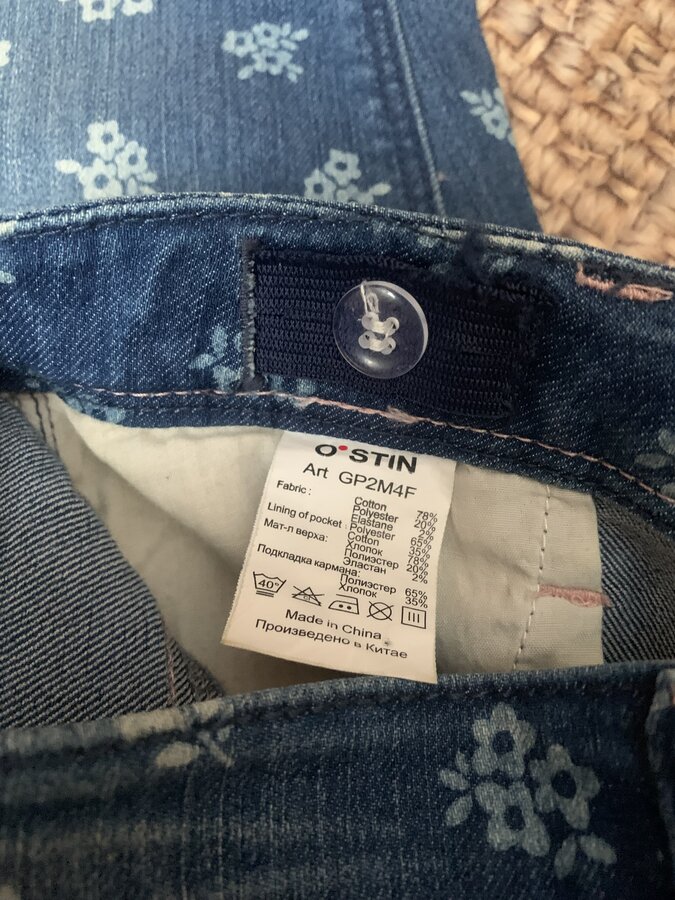 O'STIN
Art GP2M4F
Fabric: Cotton 78%
Polyester 20%
Elastane 2%
Lining of pocket: Polyester 65%
Cotton 35%
Мат-л верха: Хлопок 78%
Полиэстер 20%
Эластан 2%
Подкладка кармана:
Полиэстер 65%
Хлопок 35%
40°
Made in China
Произведено в Китае